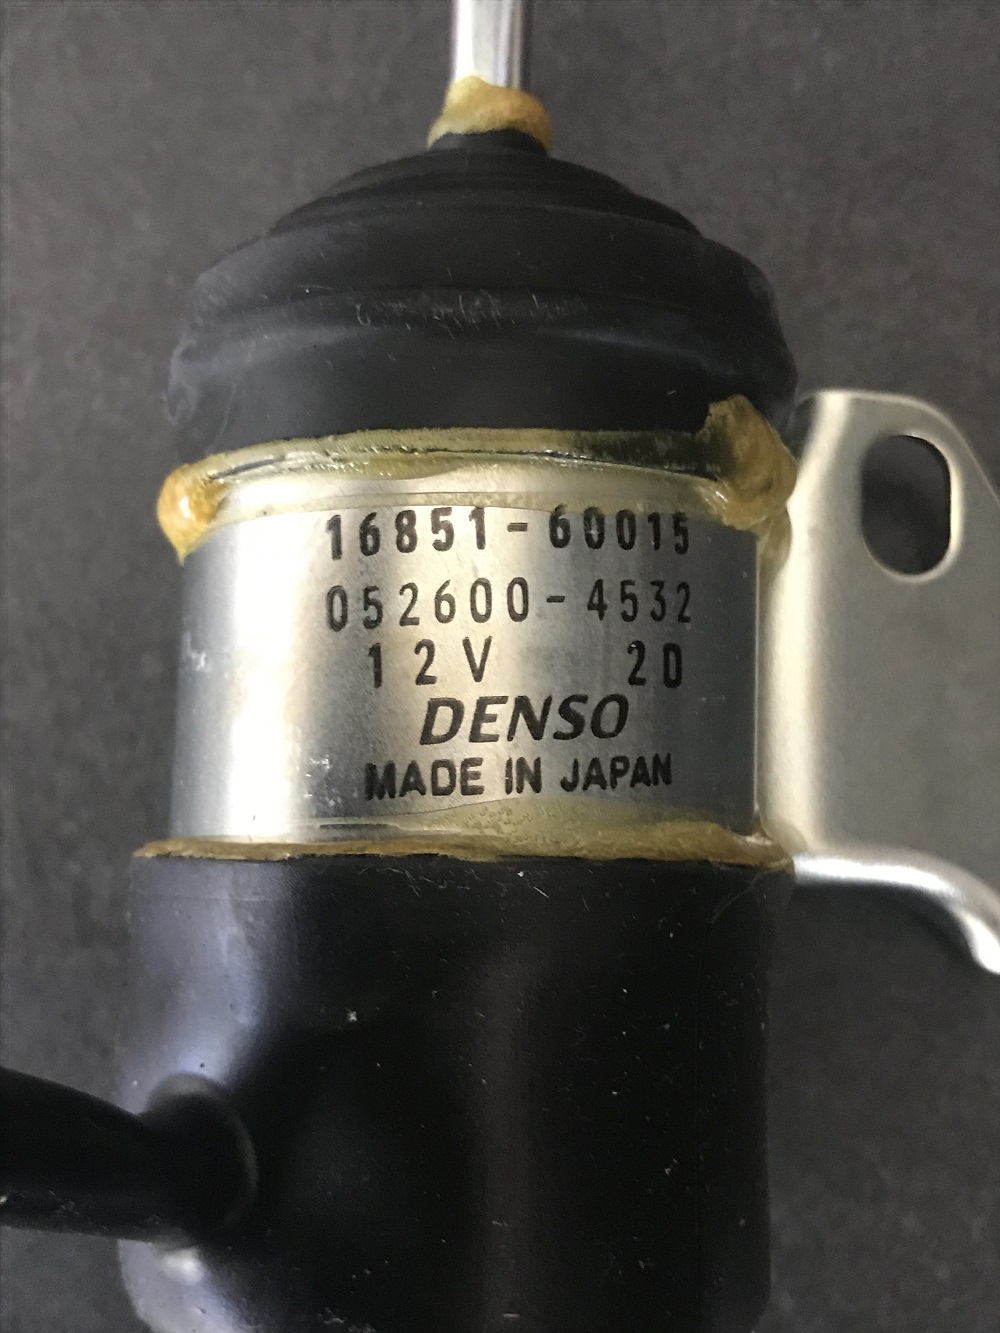 16851-60015
052600-4532
12V 20
DENSO
MADE IN JAPAN